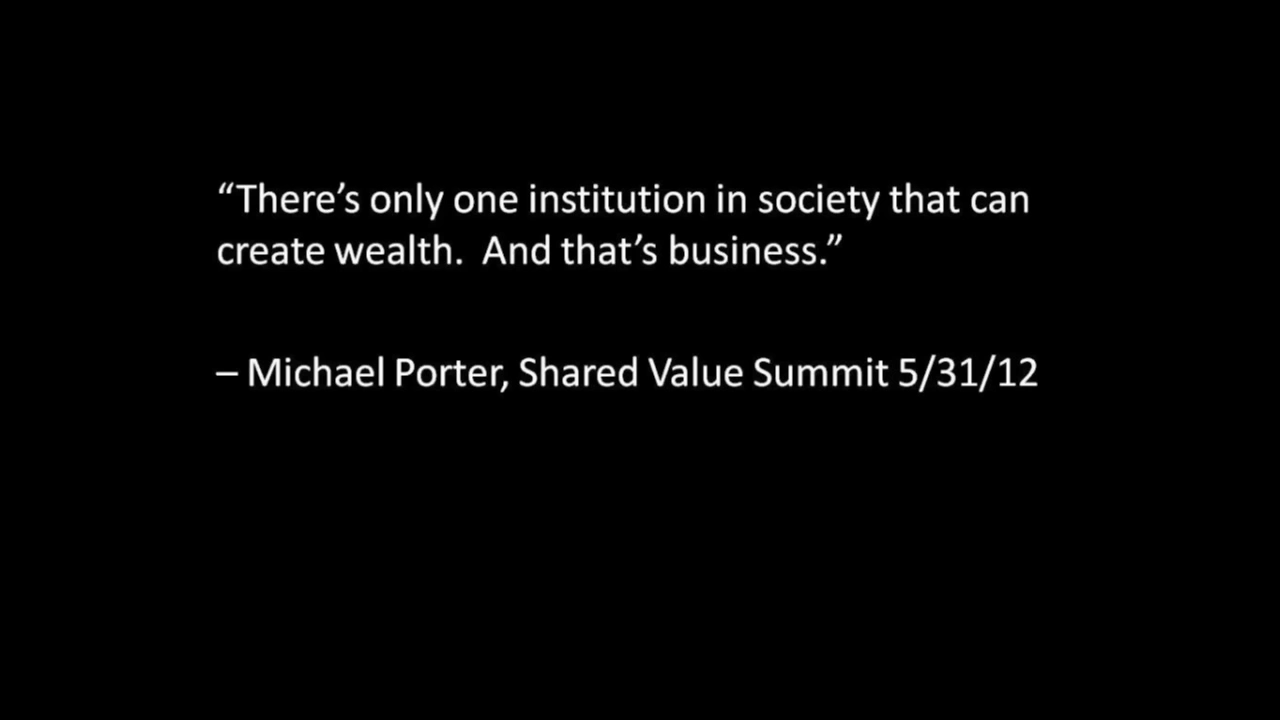 “There’s only one institution in society that can
create wealth.  And that’s business.”
– Michael Porter, Shared Value Summit 5/31/12